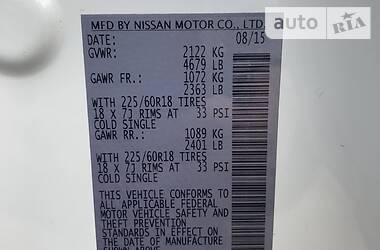 MFD BY NISSAN MOTOR CO., LTD.
DATE: 08/15
GVWR: 2122 KG
4679 LB
GAWR FR.: 1072 KG
2363 LB
WITH 225/60R18 TIRES
18 X 7J RIMS AT 33 PSI
COLD SINGLE
GAWR RR.: 1089 KG
2401 LB
WITH 225/60R18 TIRES
18 X 7J RIMS AT 33 PSI
COLD SINGLE
THIS VEHICLE CONFORMS TO
ALL APPLICABLE FEDERAL
MOTOR VEHICLE SAFETY AND
THEFT PREVENTION
STANDARDS IN EFFECT ON
THE DATE OF MANUFACTURE
SHOWN ABOVE
auto RIA